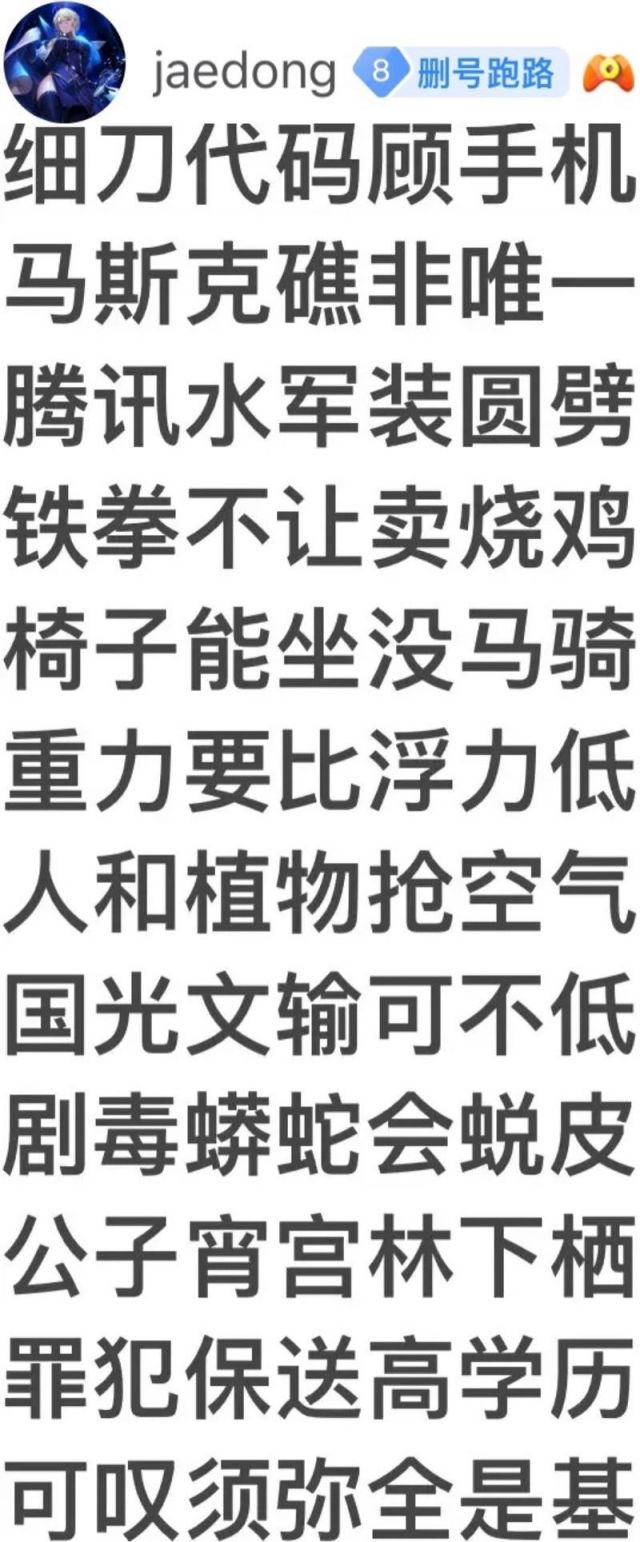 jaedong 8 删号跑路
细刀代码顾手机
马斯克礁非唯一
腾讯水军装圆劈
铁拳不让卖烧鸡
椅子能坐没马骑
重力要比浮力低
人和植物抢空气
国光文输可不低
剧毒蟒蛇会蜕皮
公子宵宫林下栖
罪犯保送高学历
可叹须弥全是基